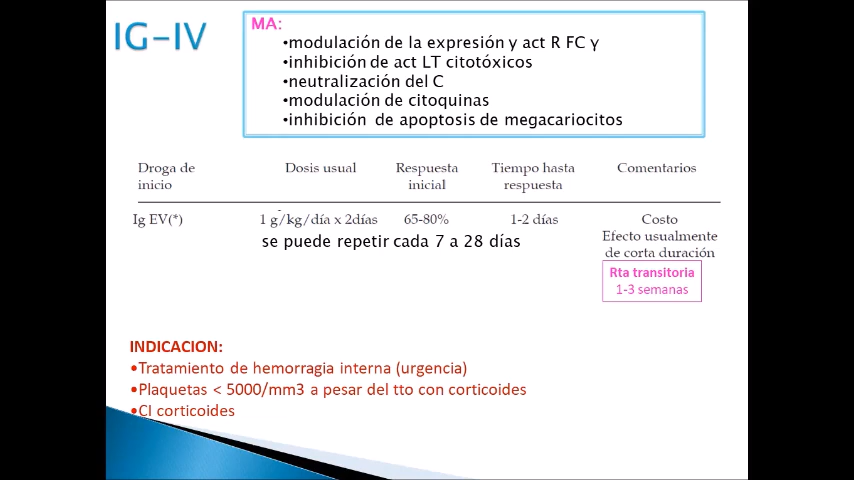 IG-IV
MA:
•modulación de la expresión y act R FC γ
•inhibición de act LT citotóxicos
•neutralización del C
•modulación de citoquinas
•inhibición de apoptosis de megacariocitos
Droga de inicio Dosis usual Respuesta inicial Tiempo hasta respuesta Comentarios
Ig EV(*) 1 g/kg/día x 2días 65-80% 1-2 días Costo
se puede repetir cada 7 a 28 días
Efecto usualmente
de corta duración
Rta transitoria
1-3 semanas
INDICACION:
•Tratamiento de hemorragia interna (urgencia)
•Plaquetas < 5000/mm3 a pesar del tto con corticoides
•CI corticoides